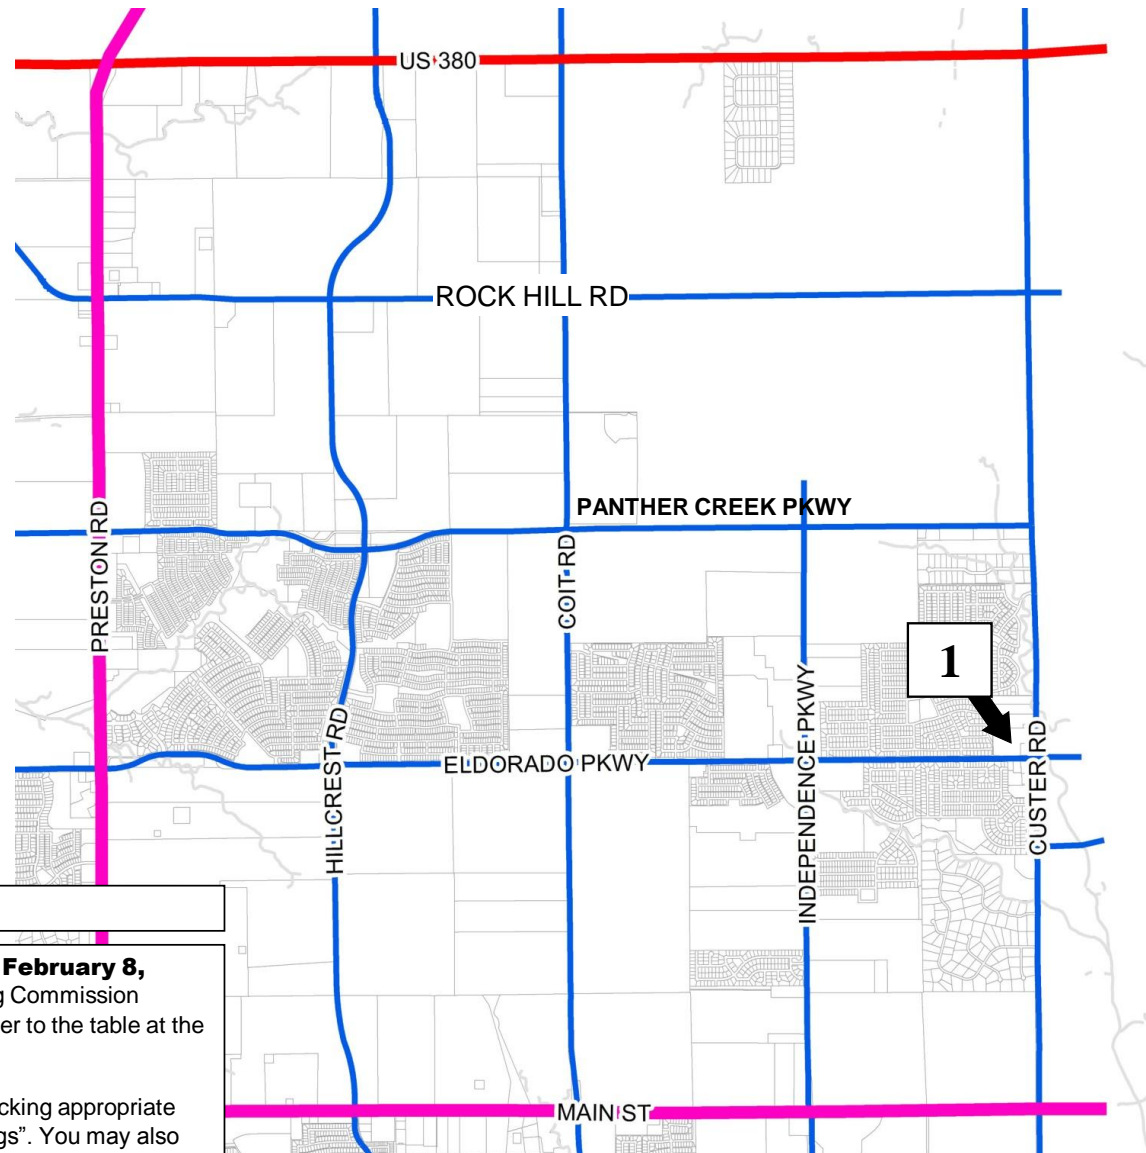 US 380
ROCK HILL RD
PANTHER CREEK PKWY
PRESTON RD
COIT RD
1
INDEPENDENCE PKWY
HILLCREST RD
ELDORADO PKWY
CUSTER RD
February 8,
g Commission
er to the table at the
cking appropriate
gs”. You may also
MAIN ST